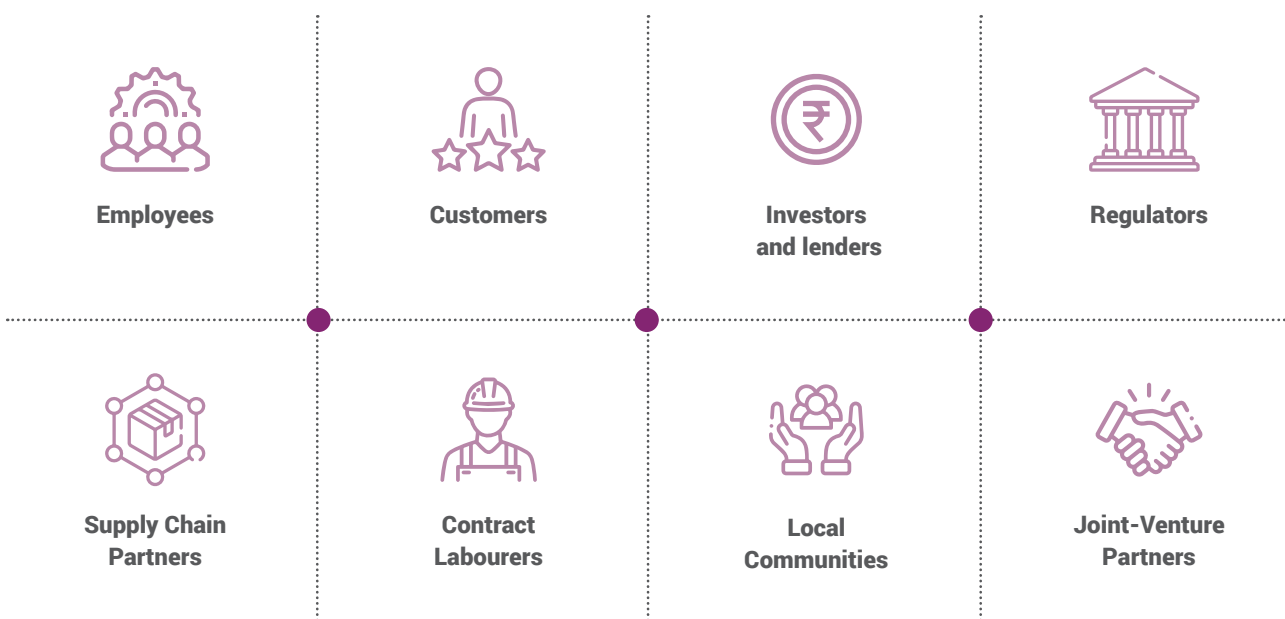 Employees
Customers
Investors
and lenders
Regulators
Supply Chain
Partners
Contract
Labourers
Local
Communities
Joint-Venture
Partners